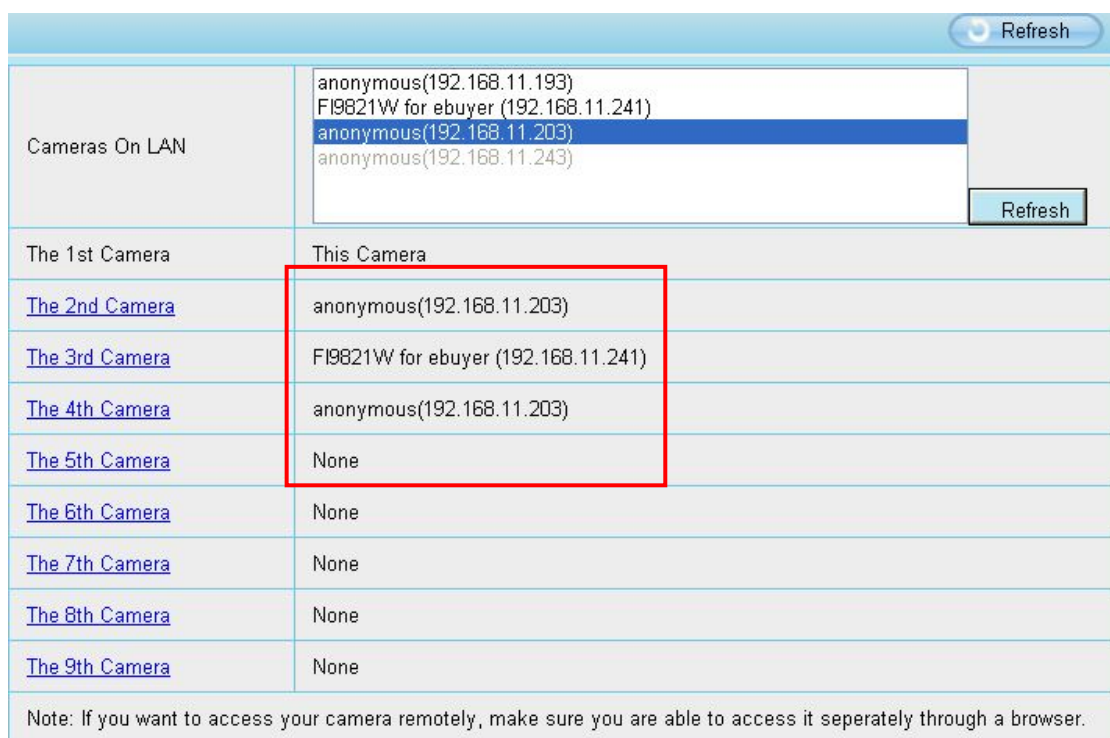 Refresh
anonymous(192.168.11.193)
FI9821W for ebuyer (192.168.11.241)
Cameras On LAN
anonymous(192.168.11.203)
anonymous(192.168.11.243)
Refresh
The 1st Camera This Camera
The 2nd Camera anonymous(192.168.11.203)
The 3rd Camera FI9821W for ebuyer (192.168.11.241)
The 4th Camera anonymous(192.168.11.203)
The 5th Camera None
The 6th Camera None
The 7th Camera None
The 8th Camera None
The 9th Camera None
Note: If you want to access your camera remotely, make sure you are able to access it seperately through a browser.